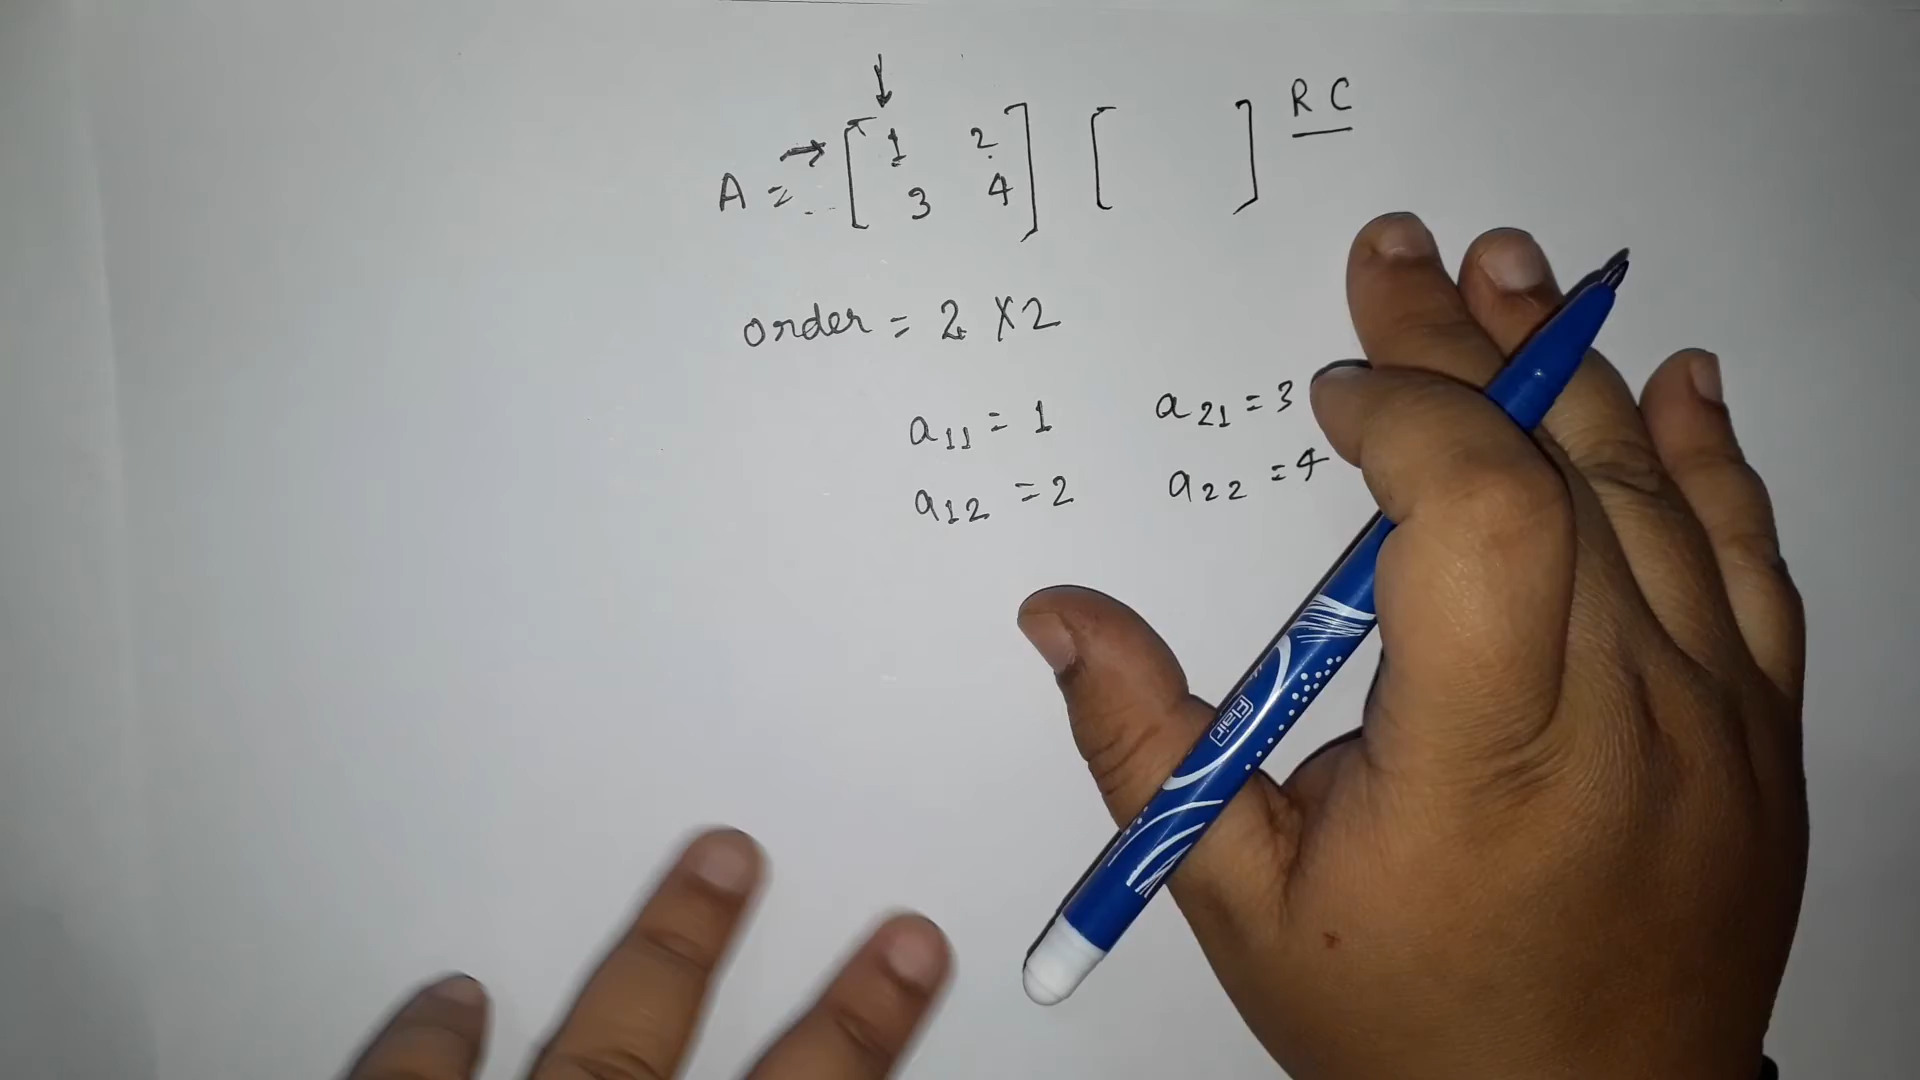 A = [ 1 2 ] [ ] R C
3 4
order = 2 X 2
a11 = 1 a21 = 3
a12 = 2 a22 = 4
Flair